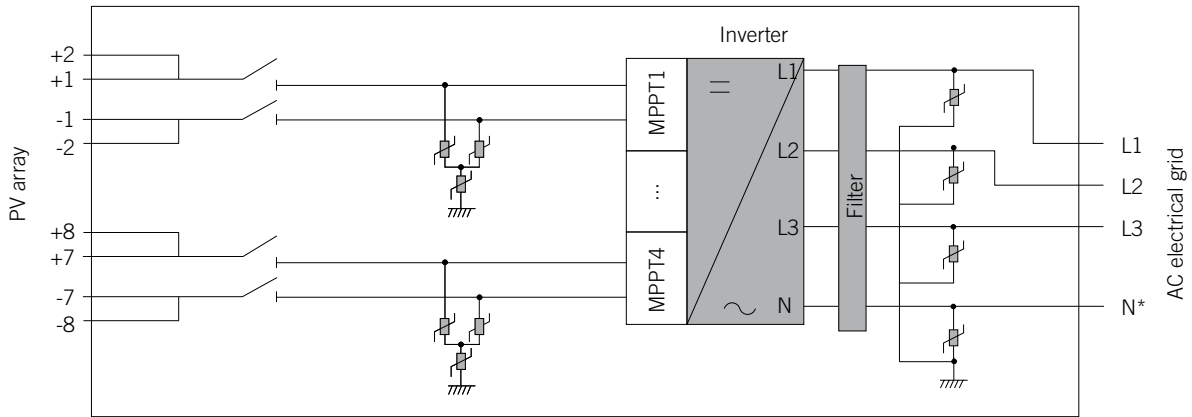 PV array
+2
+1
-1
-2
+8
+7
-7
-8
Inverter
MPPT1
...
MPPT4
L1
L2
L3
N
Filter
L1
L2
L3
N*
AC electrical grid